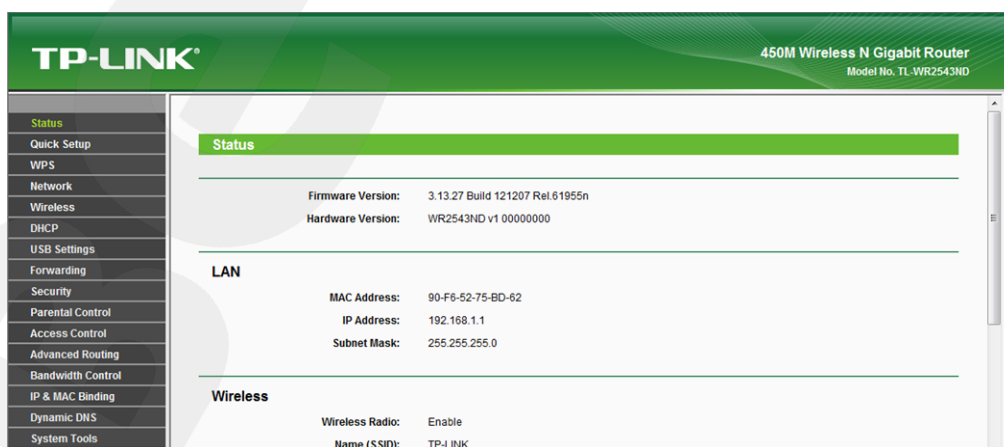 TP-LINK®
450M Wireless N Gigabit Router
Model No. TL-WR2543ND
Status
Quick Setup
WPS
Network
Wireless
DHCP
USB Settings
Forwarding
Security
Parental Control
Access Control
Advanced Routing
Bandwidth Control
IP & MAC Binding
Dynamic DNS
System Tools
Status
Firmware Version: 3.13.27 Build 121207 Rel.61955n
Hardware Version: WR2543ND v1 00000000
LAN
MAC Address: 90-F6-52-75-BD-62
IP Address: 192.168.1.1
Subnet Mask: 255.255.255.0
Wireless
Wireless Radio: Enable
Name (SSID): TP-LINK